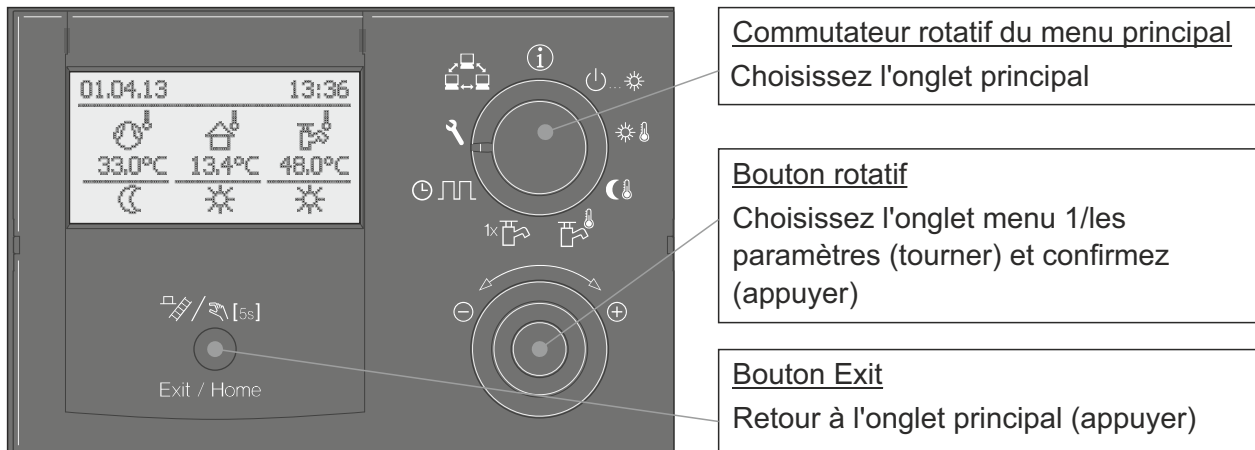 01.04.13 13:36
33.0°C 13.4°C 48.0°C
[5s]
Exit / Home
1x
Commutateur rotatif du menu principal
Choisissez l'onglet principal
Bouton rotatif
Choisissez l'onglet menu 1/les
paramètres (tourner) et confirmez
(appuyer)
Bouton Exit
Retour à l'onglet principal (appuyer)